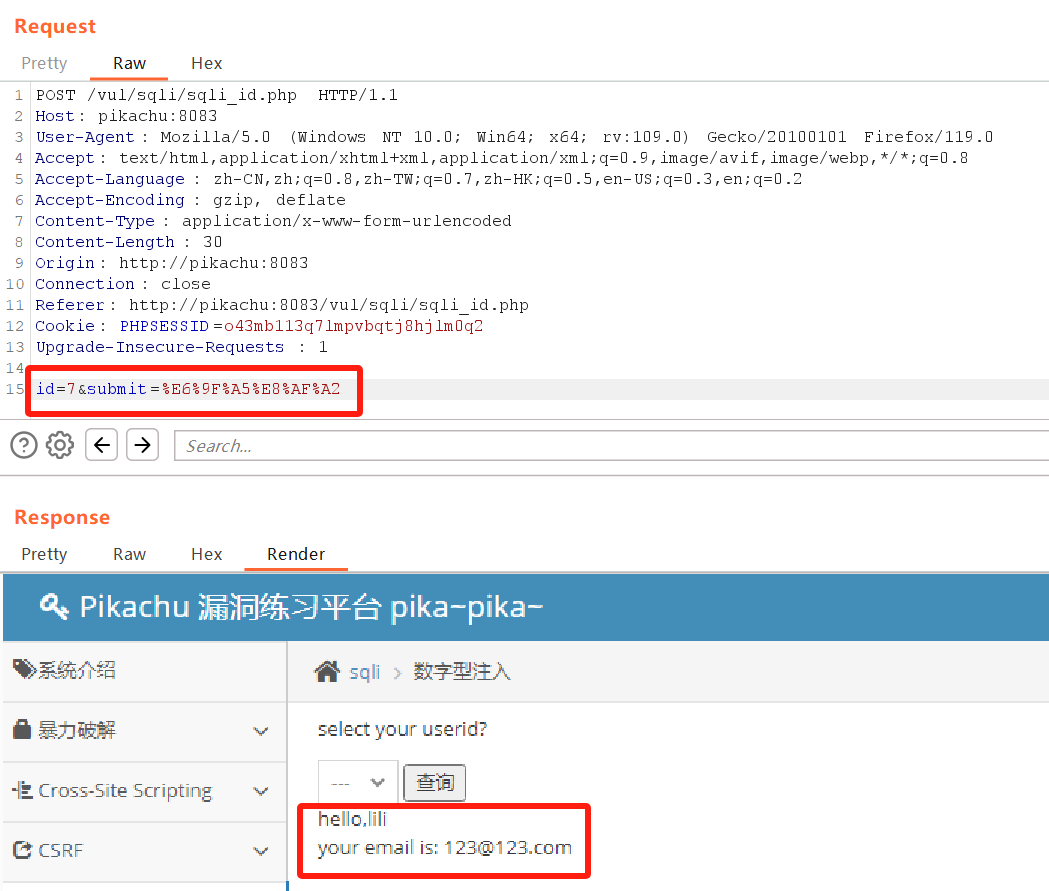 Request
Pretty Raw Hex
1 POST /vul/sqli/sqli_id.php HTTP/1.1
2 Host: pikachu:8083
3 User-Agent: Mozilla/5.0 (Windows NT 10.0; Win64; x64; rv:109.0) Gecko/20100101 Firefox/119.0
4 Accept: text/html,application/xhtml+xml,application/xml;q=0.9,image/avif,image/webp,*/*;q=0.8
5 Accept-Language: zh-CN,zh;q=0.8,zh-TW;q=0.7,zh-HK;q=0.5,en-US;q=0.3,en;q=0.2
6 Accept-Encoding: gzip, deflate
7 Content-Type: application/x-www-form-urlencoded
8 Content-Length: 30
9 Origin: http://pikachu:8083
10 Connection: close
11 Referer: http://pikachu:8083/vul/sqli/sqli_id.php
12 Cookie: PHPSESSID=o43mb113q7lmpvbqtj8hjlm0q2
13 Upgrade-Insecure-Requests: 1
14
15 id=7&submit=%E6%9F%A5%E8%AF%A2
Search...
Response
Pretty Raw Hex Render
Pikachu 漏洞练习平台 pika~pika~
系统介绍
sqli > 数字型注入
暴力破解
select your userid?
--- 查询
Cross-Site Scripting
hello,lili
your email is: 123@123.com
CSRF